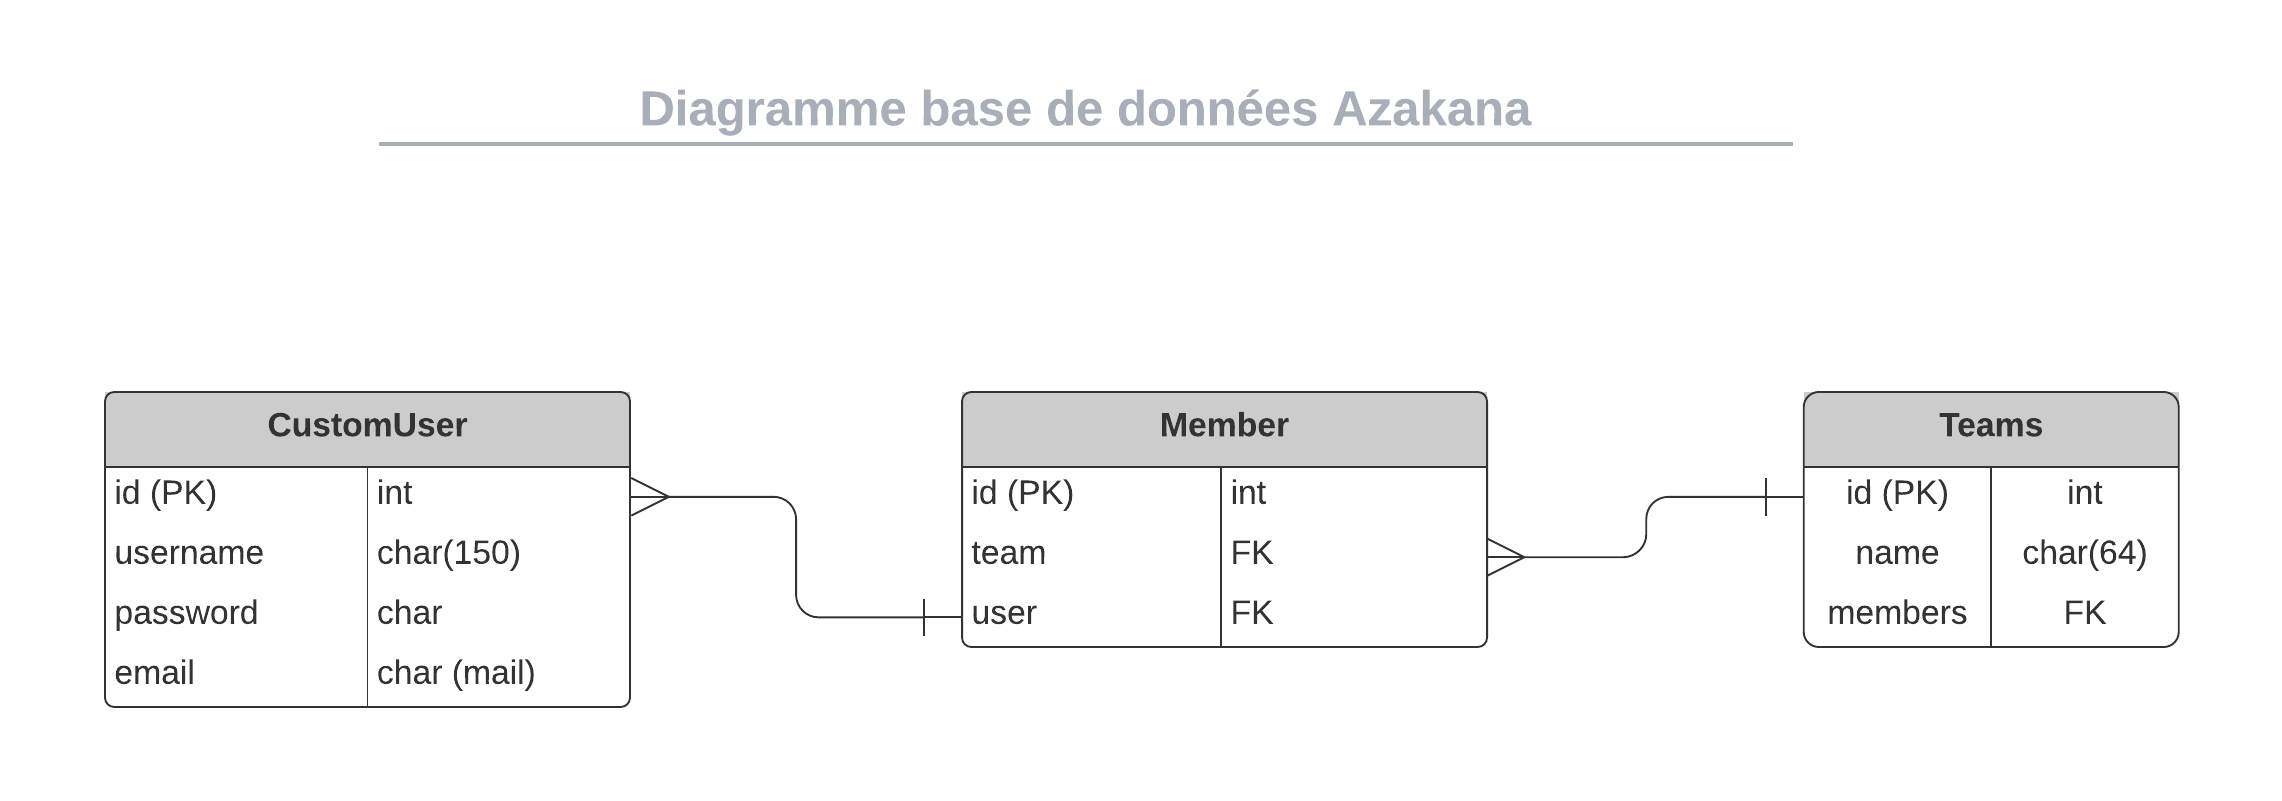 Diagramme base de données Azakana
CustomUser
id (PK) int
username char(150)
password char
email char (mail)
Member
id (PK) int
team FK
user FK
Teams
id (PK) int
name char(64)
members FK